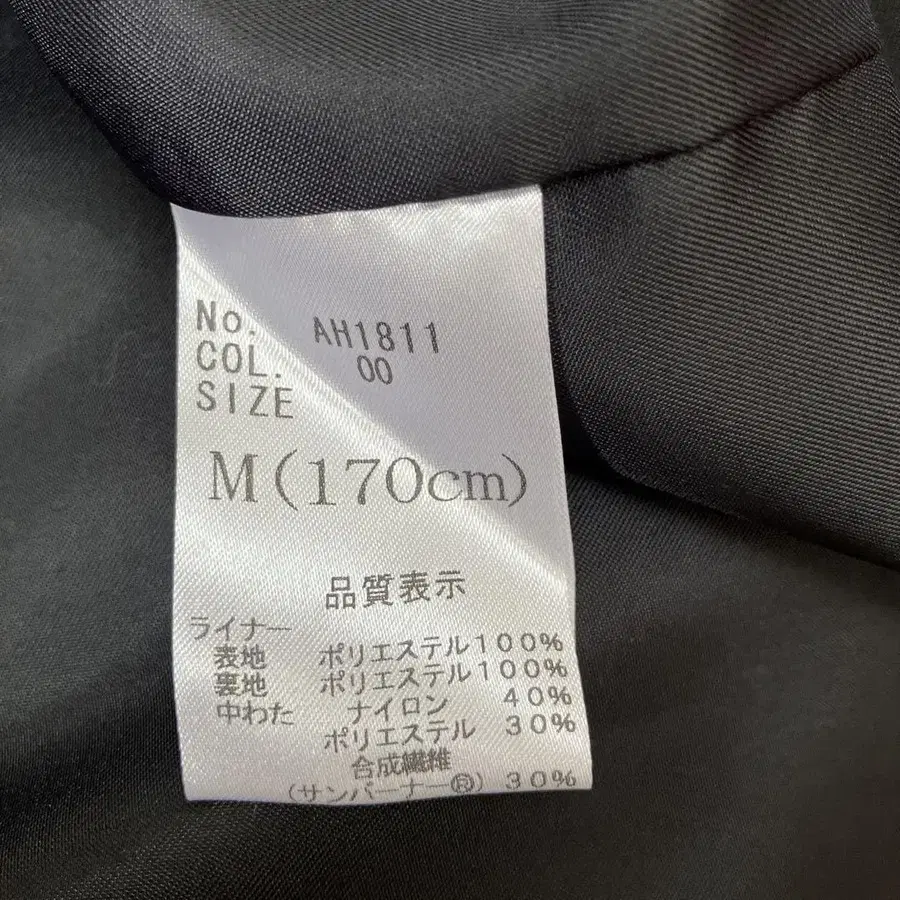 No. AH1811
COL. 00
SIZE
M(170cm)
品質表示
ライナー
表地 ポリエステル100%
裏地 ポリエステル100%
中わた ナイロン 40%
ポリエステル 30%
合成繊維
(サンバーナー®) 30%